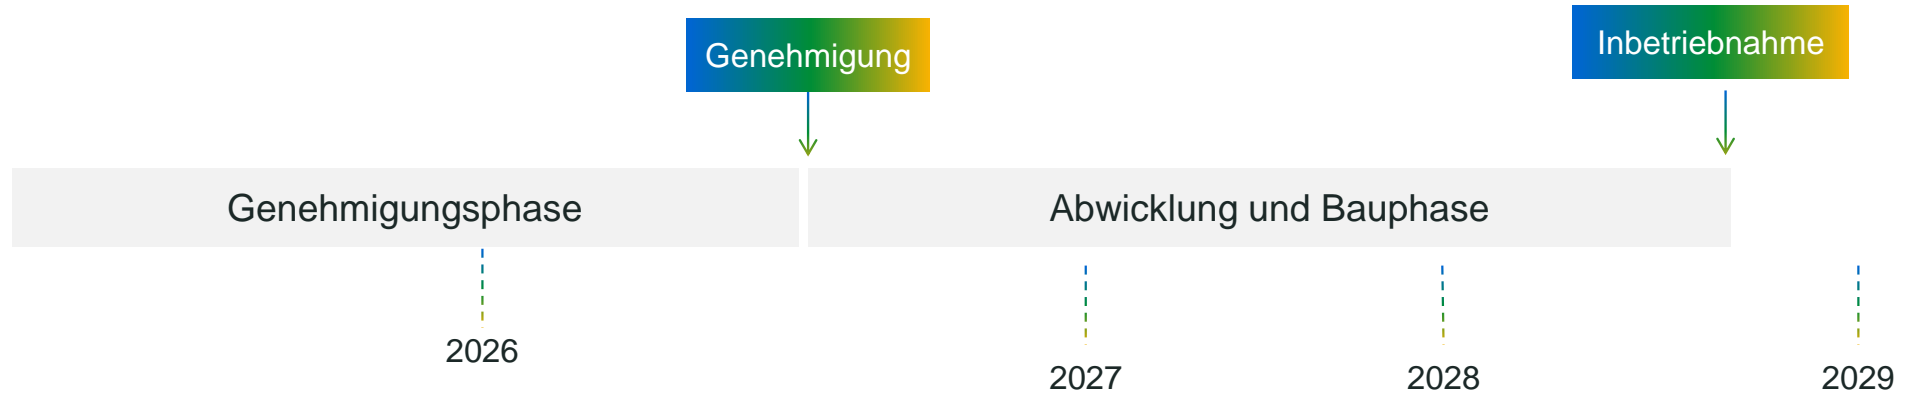 Genehmigung
Inbetriebnahme
Genehmigungsphase
Abwicklung und Bauphase
2026
2027
2028
2029